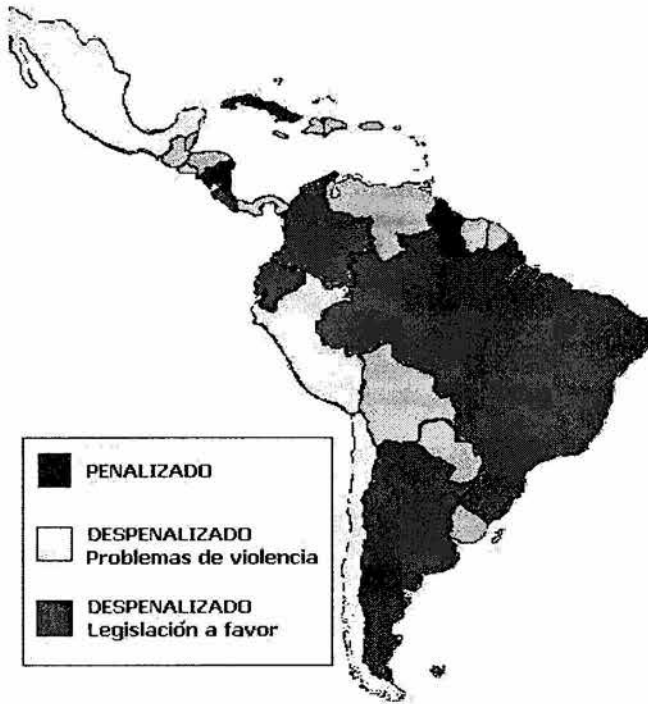 PENALIZADO
DESPENALIZADO
Problemas de violencia
DESPENALIZADO
Legislación a favor